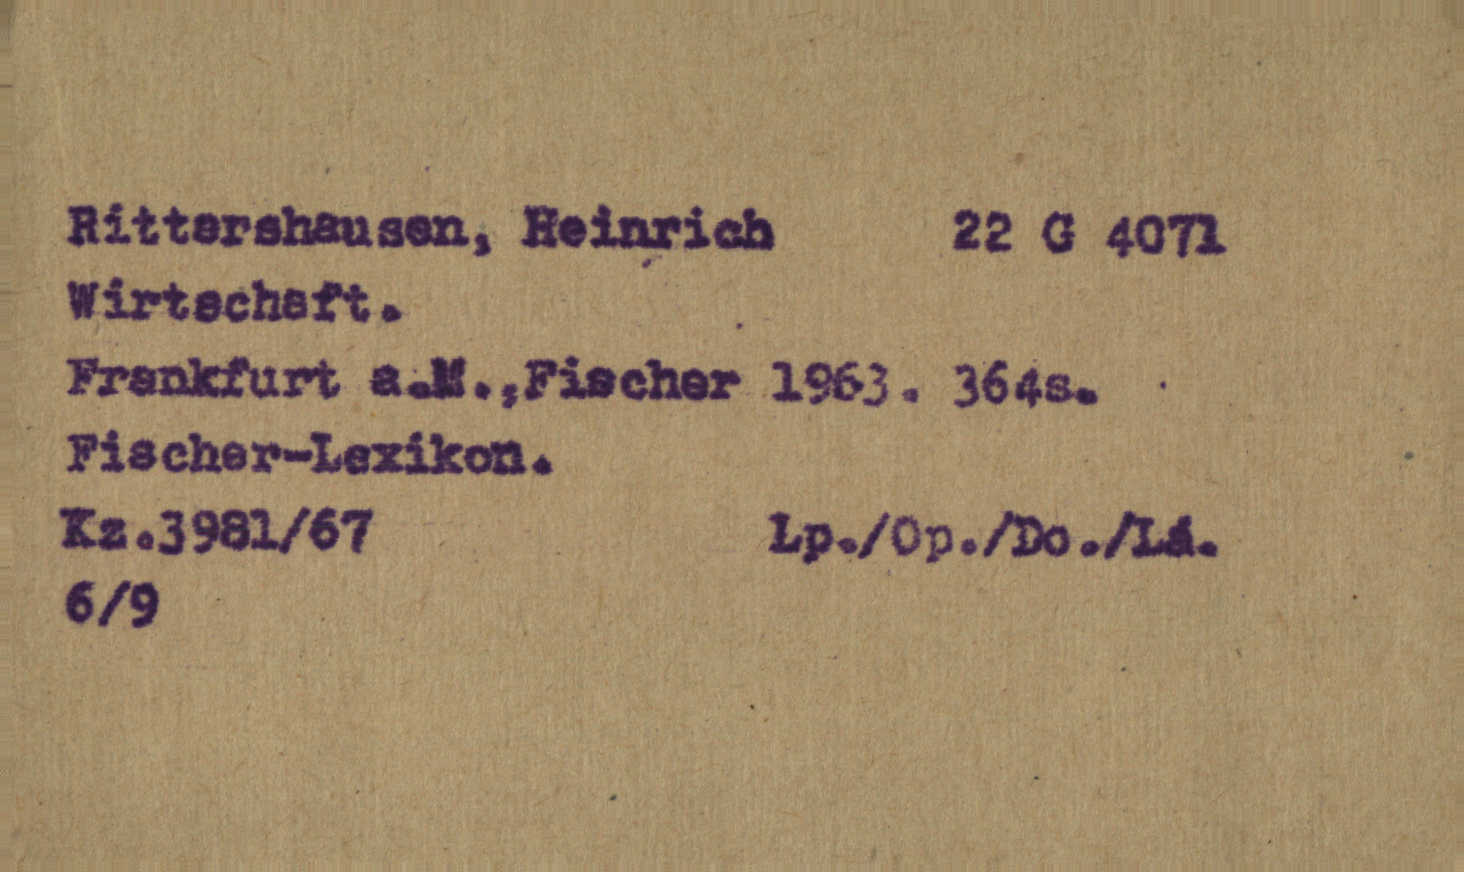 Rittershausen, Heinrich 22 G 4071
Wirtschaft.
Frankfurt a.M.,Fischer 1963. 364s.
Fischer-Lexikon.
Kz.3981/67 Lp./Op./Do./Lá.
6/9